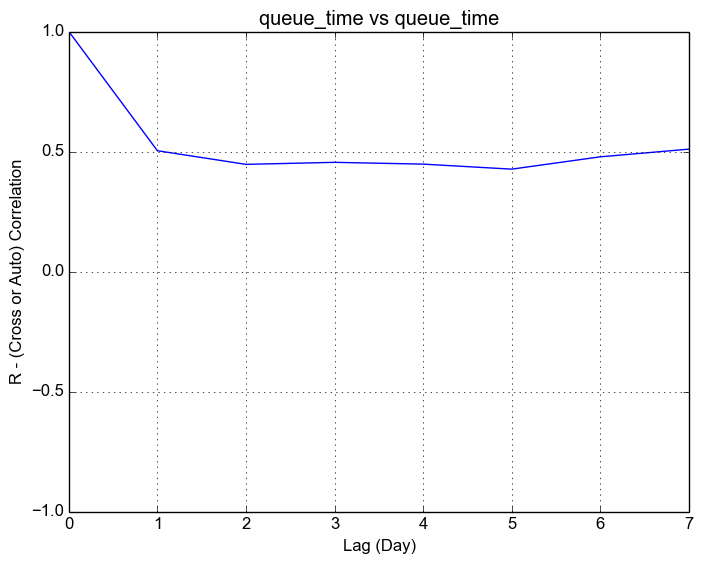 queue_time vs queue_time
R - (Cross or Auto) Correlation
1.0
0.5
0.0
−0.5
−1.0
0 1 2 3 4 5 6 7
Lag (Day)